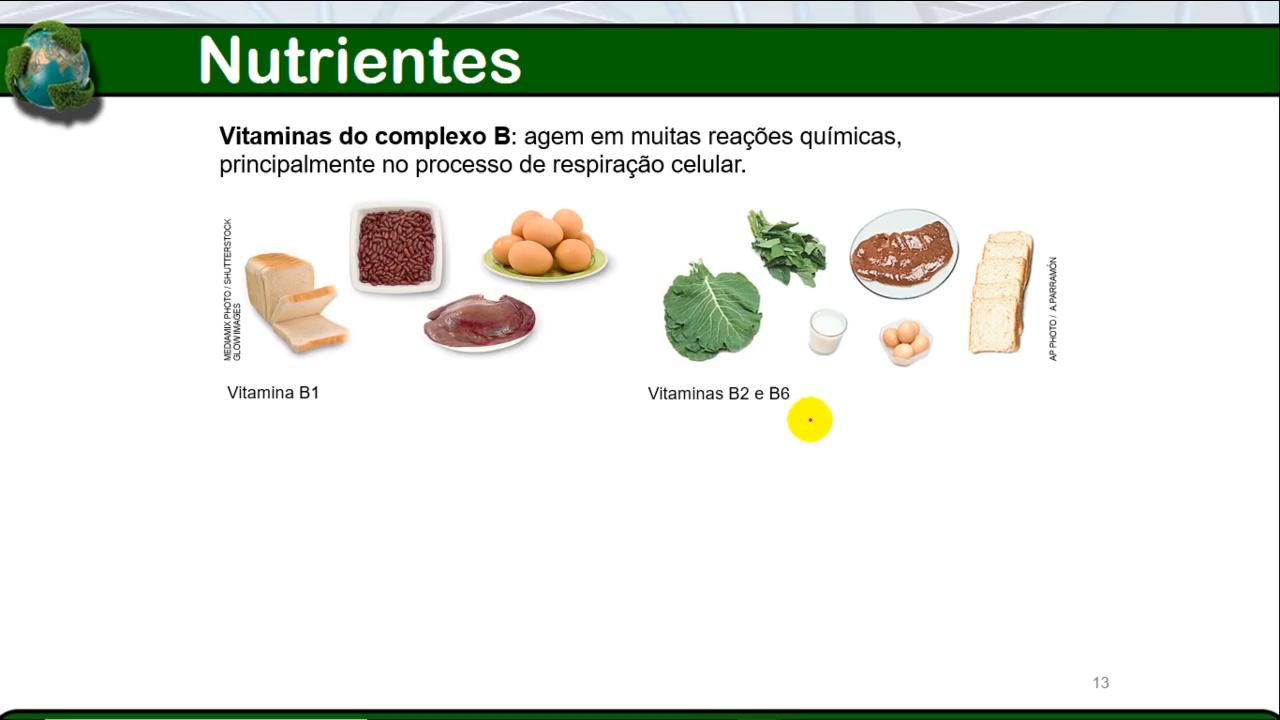 Nutrientes
Vitaminas do complexo B: agem em muitas reações químicas,
principalmente no processo de respiração celular.
MEDIAMIX PHOTO / SHUTTERSTOCK
GLOW IMAGES
AP PHOTO / A.PARRAMÓN
Vitamina B1
Vitaminas B2 e B6
13